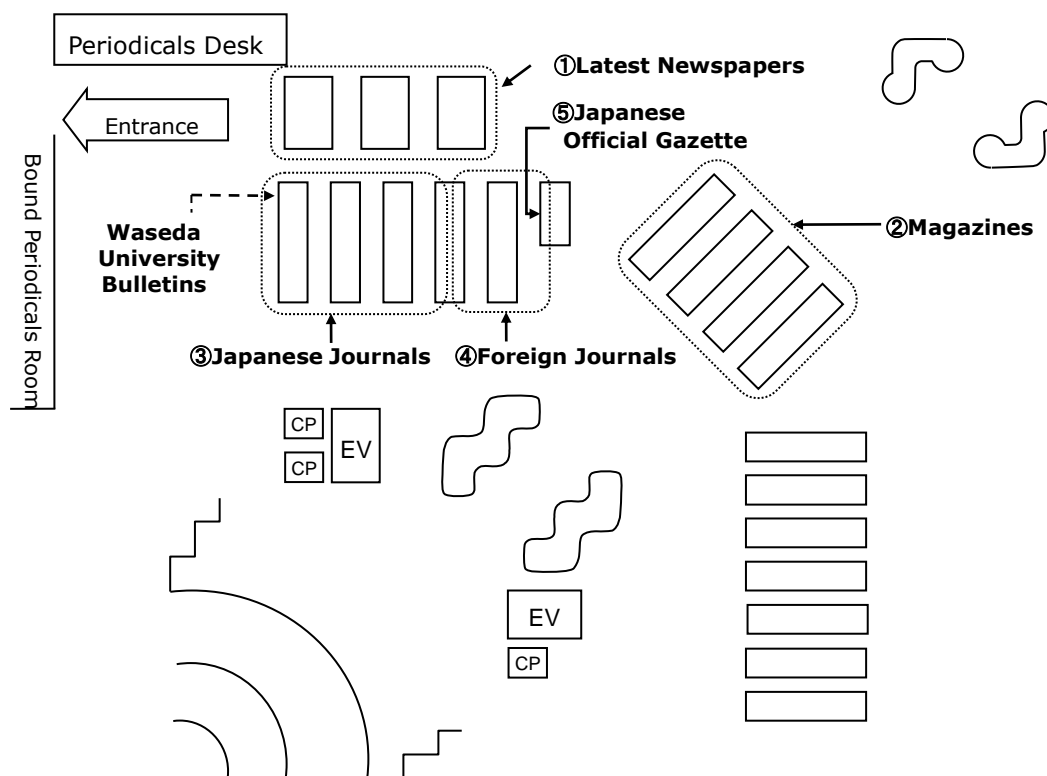 Periodicals Desk
①Latest Newspapers
⑤Japanese
Official Gazette
Entrance
Bound Periodicals Room
Waseda
University
Bulletins
②Magazines
③Japanese Journals
④Foreign Journals
CP
CP
EV
EV
CP